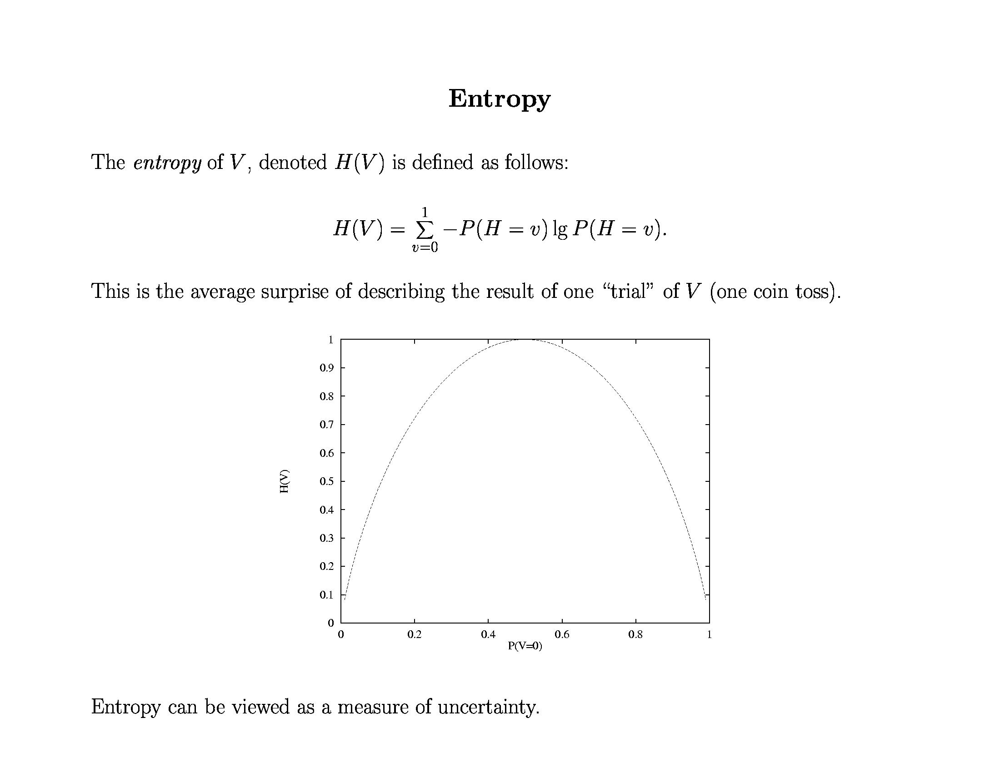 Entropy
The entropy of V, denoted H(V) is defined as follows:
H(V) = ∑_{v=0}^{1} −P(H = v) lg P(H = v).
This is the average surprise of describing the result of one “trial” of V (one coin toss).
1
0.9
0.8
0.7
0.6
0.5
0.4
0.3
0.2
0.1
0
H(V)
0 0.2 0.4 0.6 0.8 1
P(V=0)
Entropy can be viewed as a measure of uncertainty.